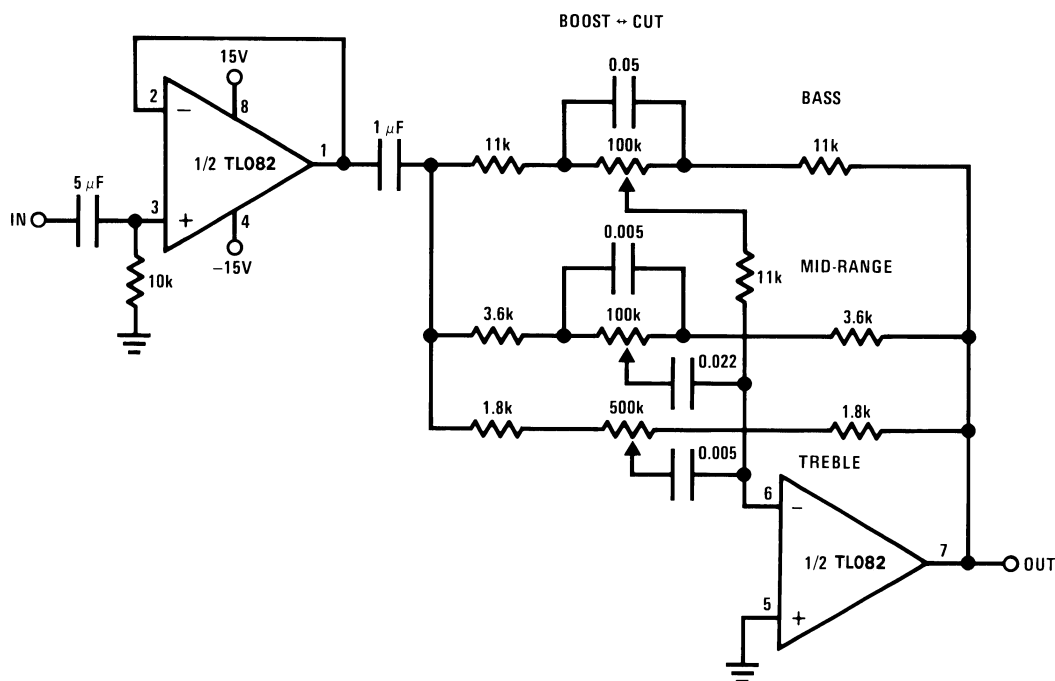 BOOST ↔ CUT
15V
0.05
2
8
BASS
−
1 μF
11k
100k
11k
1/2 TL082
1
5 μF
3
IN
+
4
0.005
−15V
MID-RANGE
10k
11k
3.6k
100k
3.6k
0.022
1.8k
500k
1.8k
0.005
TREBLE
6
−
1/2 TL082
7
OUT
5
+